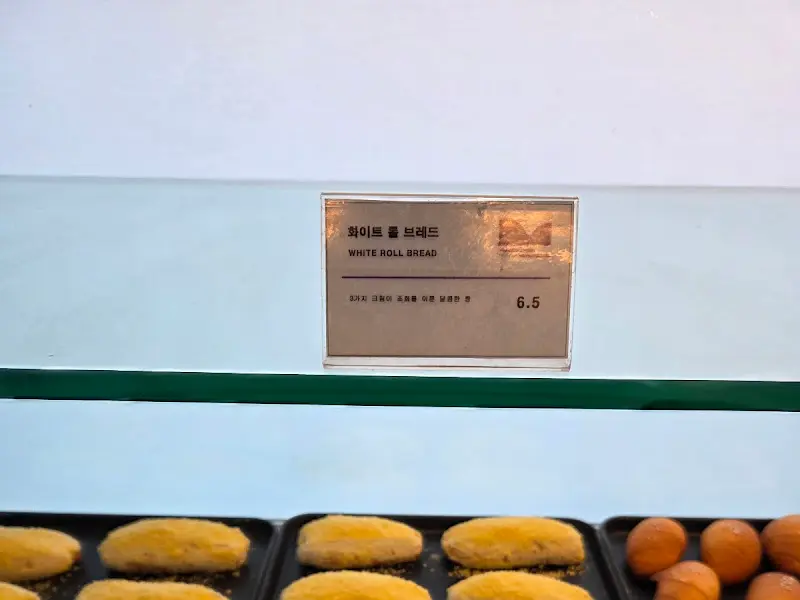 화이트 롤 브레드
WHITE ROLL BREAD
3가지 크림이 조화를 이룬 달콤한 빵
6.5